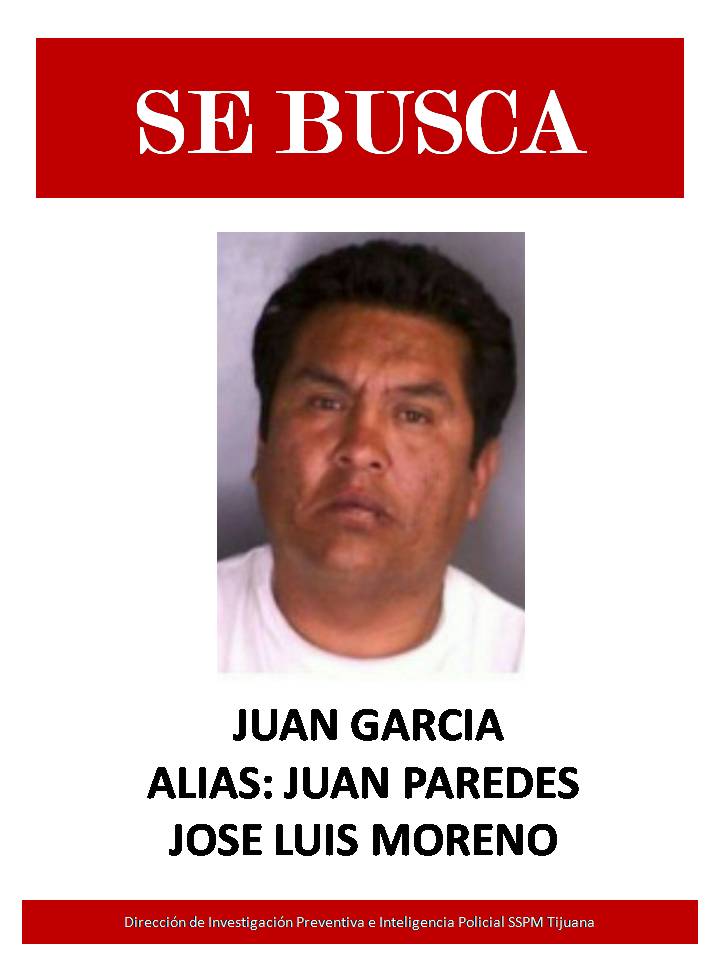 SE BUSCA
JUAN GARCIA
ALIAS: JUAN PAREDES
JOSE LUIS MORENO
Dirección de Investigación Preventiva e Inteligencia Policial SSPM Tijuana